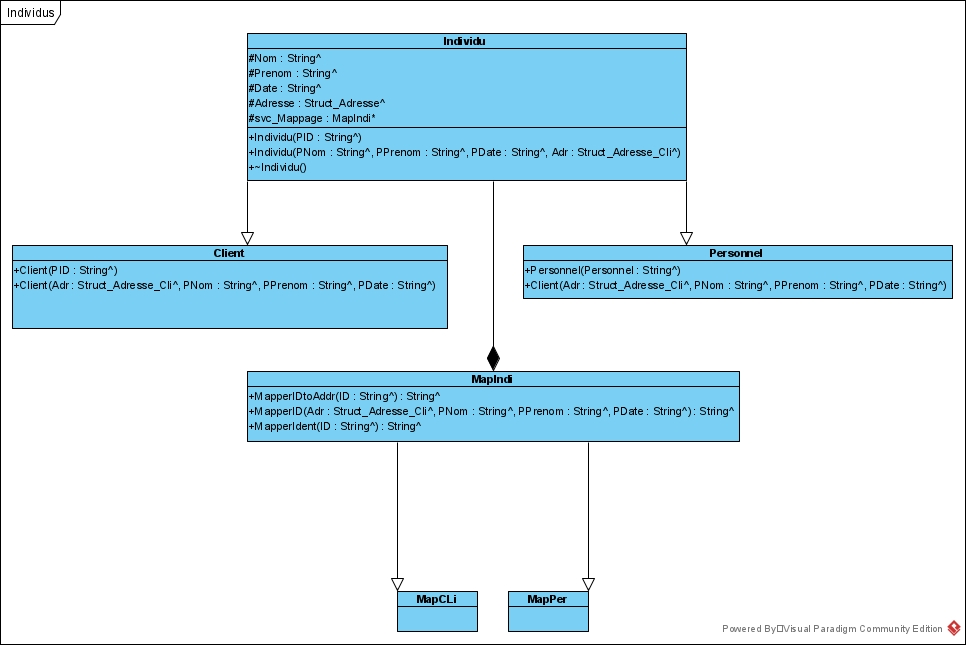 Individus
Individu
#Nom : String^
#Prenom : String^
#Date : String^
#Adresse : Struct_Adresse^
#svc_Mappage : MapIndi*
+Individu(PID : String^)
+Individu(PNom : String^, PPrenom : String^, PDate : String^, Adr : Struct_Adresse_Cli^)
+~Individu()
Client
+Client(PID : String^)
+Client(Adr : Struct_Adresse_Cli^, PNom : String^, PPrenom : String^, PDate : String^)
Personnel
+Personnel(Personnel : String^)
+Client(Adr : Struct_Adresse_Cli^, PNom : String^, PPrenom : String^, PDate : String^)
MapIndi
+MapperIDtoAddr(ID : String^) : String^
+MapperID(Adr : Struct_Adresse_Cli^, PNom : String^, PPrenom : String^, PDate : String^) : String^
+MapperIdent(ID : String^) : String^
MapCLi
MapPer
Powered By□Visual Paradigm Community Edition